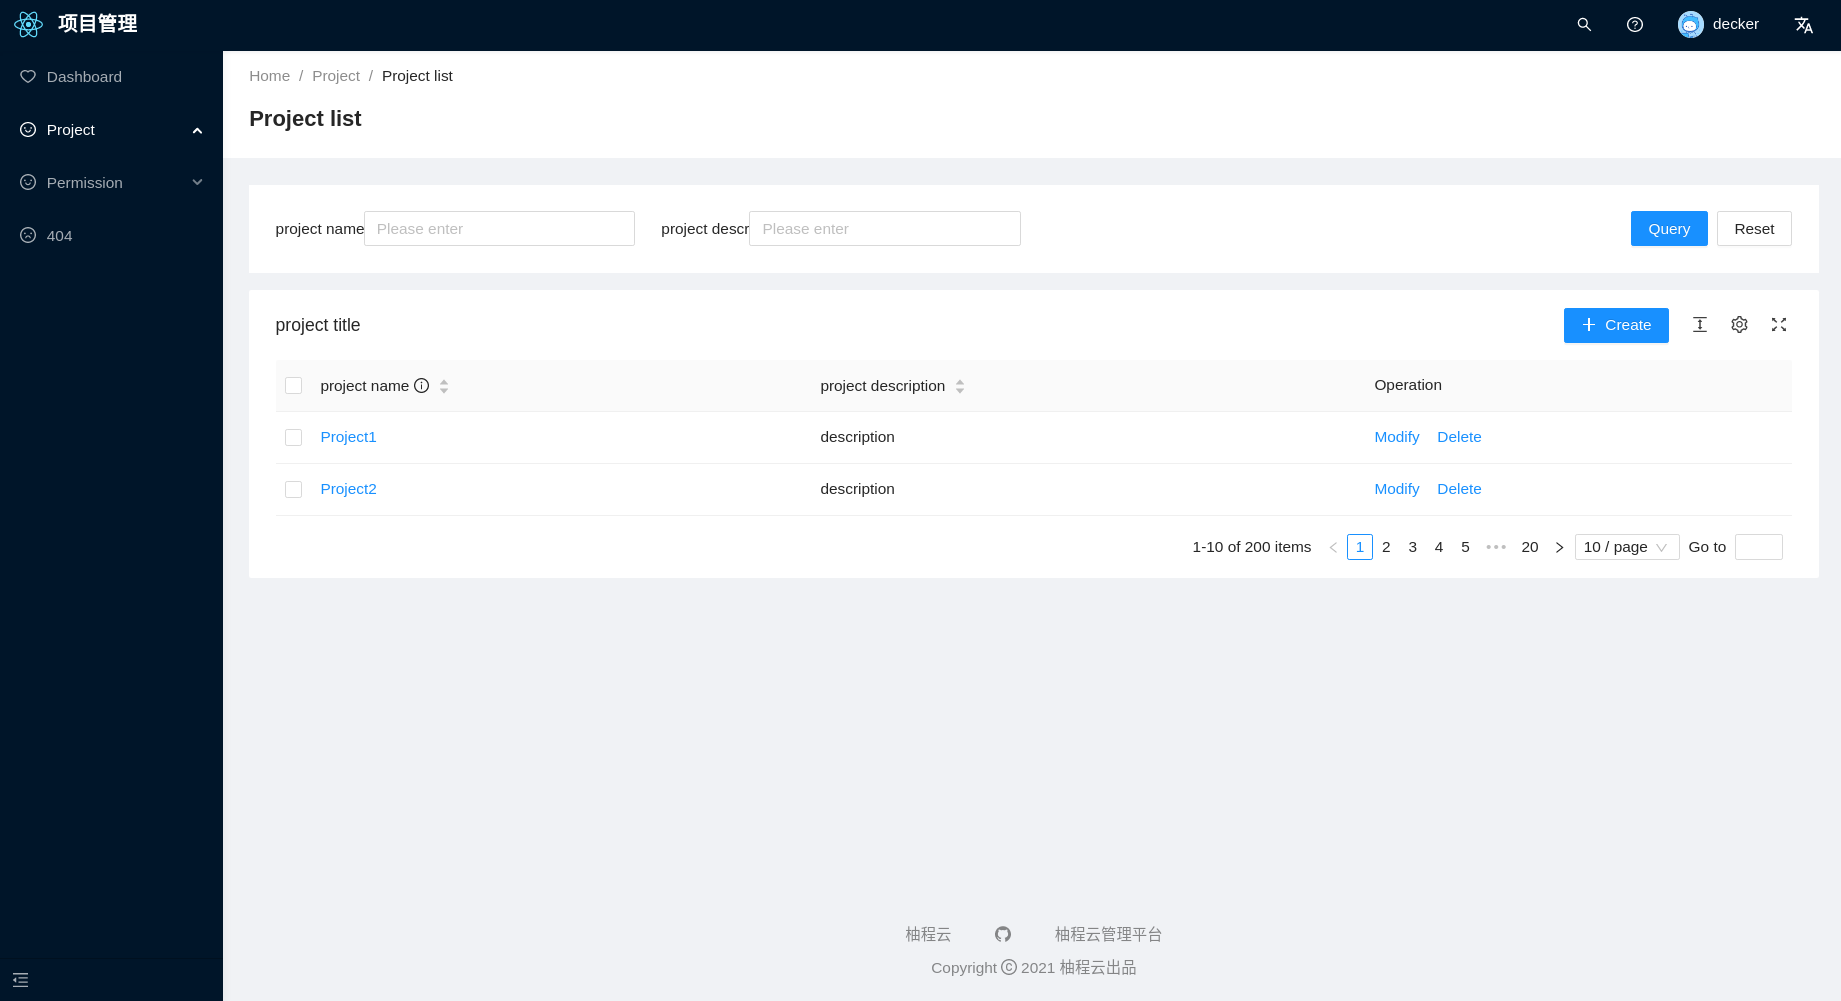 项目管理
decker
Dashboard
Project
Permission
404
Home / Project / Project list
Project list
project name Please enter project descr Please enter Query Reset
project title
Create
project name project description Operation
Project1 description Modify Delete
Project2 description Modify Delete
1-10 of 200 items 1 2 3 4 5 ••• 20 10 / page Go to
柚程云 柚程云管理平台
Copyright © 2021 柚程云出品